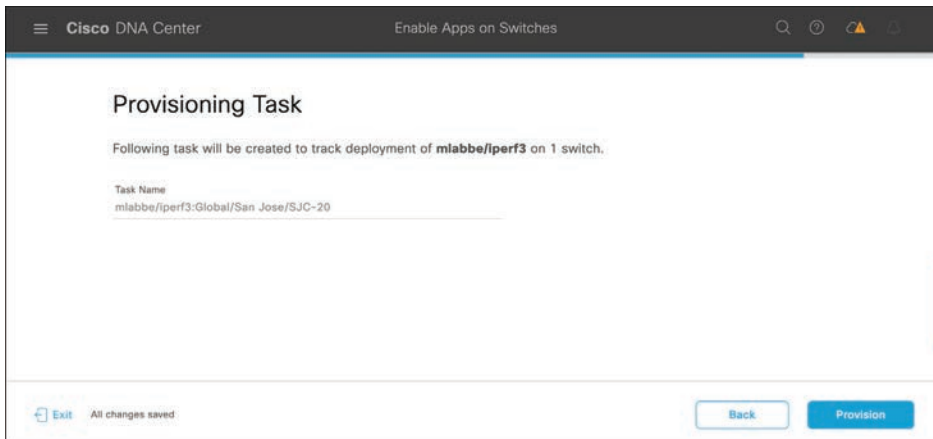 Cisco DNA Center Enable Apps on Switches
Provisioning Task
Following task will be created to track deployment of mlabbe/iperf3 on 1 switch.
Task Name
mlabbe/iperf3:Global/San Jose/SJC-20
Exit All changes saved Back Provision